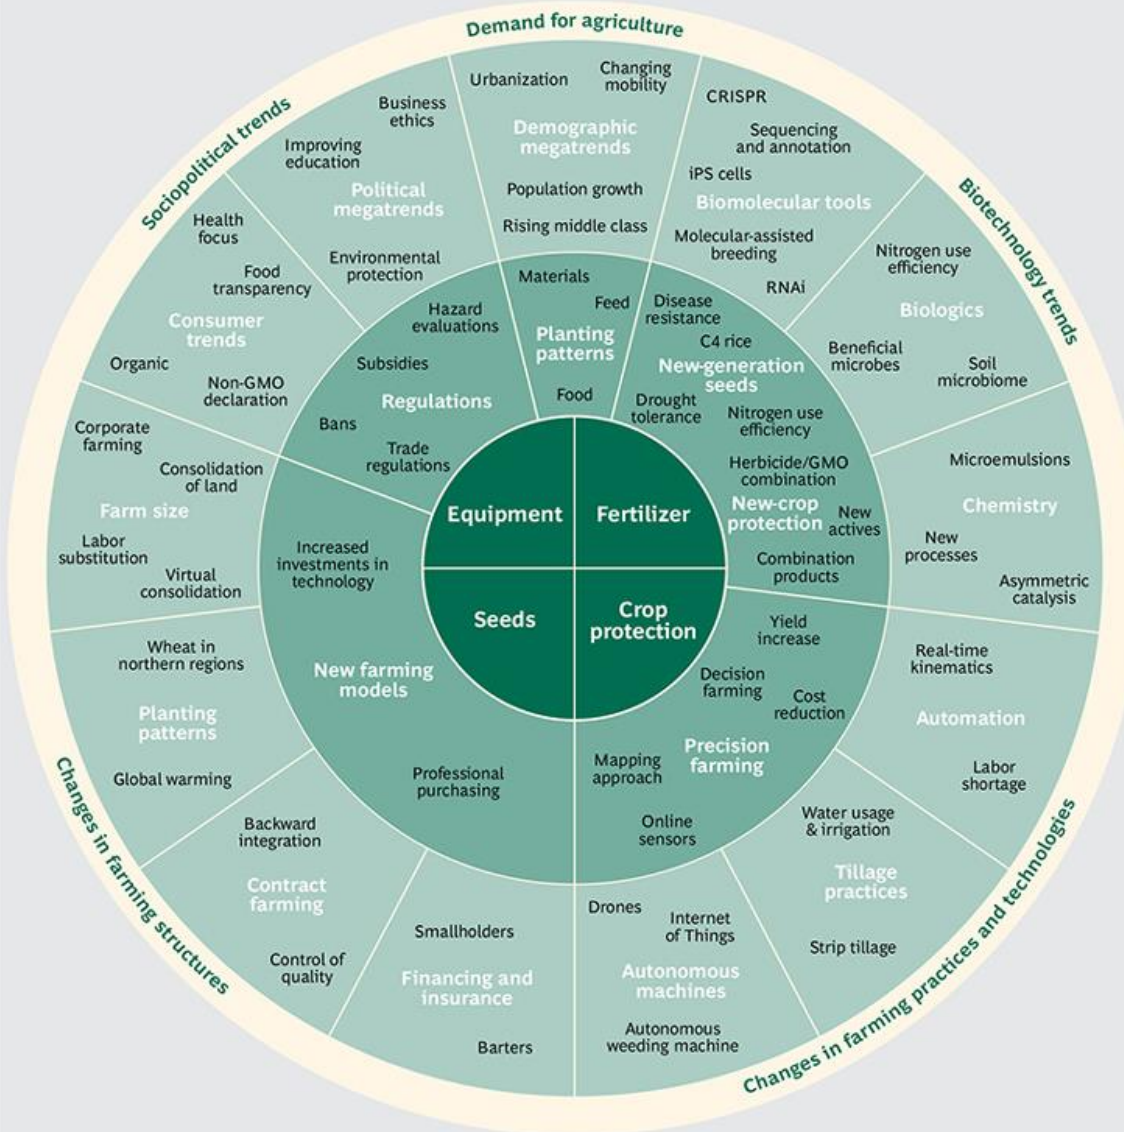 Demand for agriculture
Urbanization
Changing
mobility
Demographic
megatrends
Population growth
Rising middle class
Biotechnology trends
CRISPR
Sequencing
and annotation
iPS cells
Biomolecular tools
Molecular-assisted
breeding
RNAi
Nitrogen use
efficiency
Biologics
Beneficial
microbes
Soil
microbiome
Microemulsions
Chemistry
New
processes
Asymmetric
catalysis
Changes in farming practices and technologies
Real-time
kinematics
Automation
Labor
shortage
Water usage
& irrigation
Tillage
practices
Strip tillage
Drones
Internet
of Things
Autonomous
machines
Autonomous
weeding machine
Changes in farming structures
Smallholders
Financing and
insurance
Barters
Backward
integration
Contract
farming
Control of
quality
Wheat in
northern regions
Planting
patterns
Global warming
Corporate
farming
Consolidation
of land
Farm size
Labor
substitution
Virtual
consolidation
Sociopolitical trends
Health
focus
Food
transparency
Consumer
trends
Organic
Non-GMO
declaration
Business
ethics
Improving
education
Political
megatrends
Environmental
protection
Materials
Feed
Planting
patterns
Food
Disease
resistance
C4 rice
New-generation
seeds
Drought
tolerance
Nitrogen use
efficiency
Herbicide/GMO
combination
New-crop
protection
New
actives
Combination
products
Yield
increase
Decision
farming
Cost
reduction
Precision
farming
Mapping
approach
Online
sensors
Increased
investments in
technology
New farming
models
Professional
purchasing
Hazard
evaluations
Subsidies
Regulations
Bans
Trade
regulations
Equipment
Fertilizer
Seeds
Crop
protection